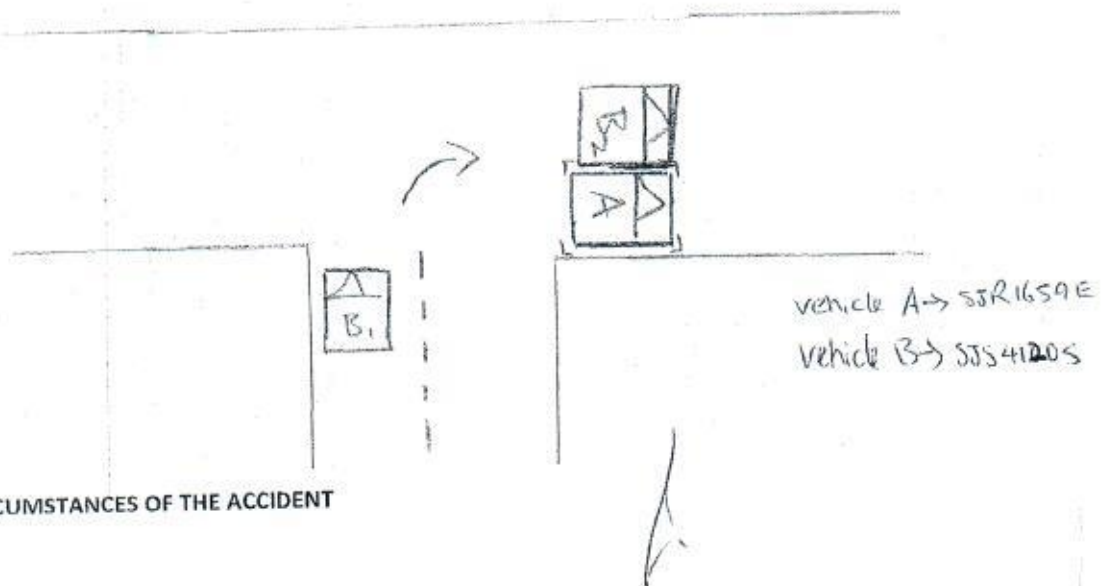 B₂
A
B₁
vehicle A→ SJR1659E
vehicle B→ SJS4120S
CUMSTANCES OF THE ACCIDENT